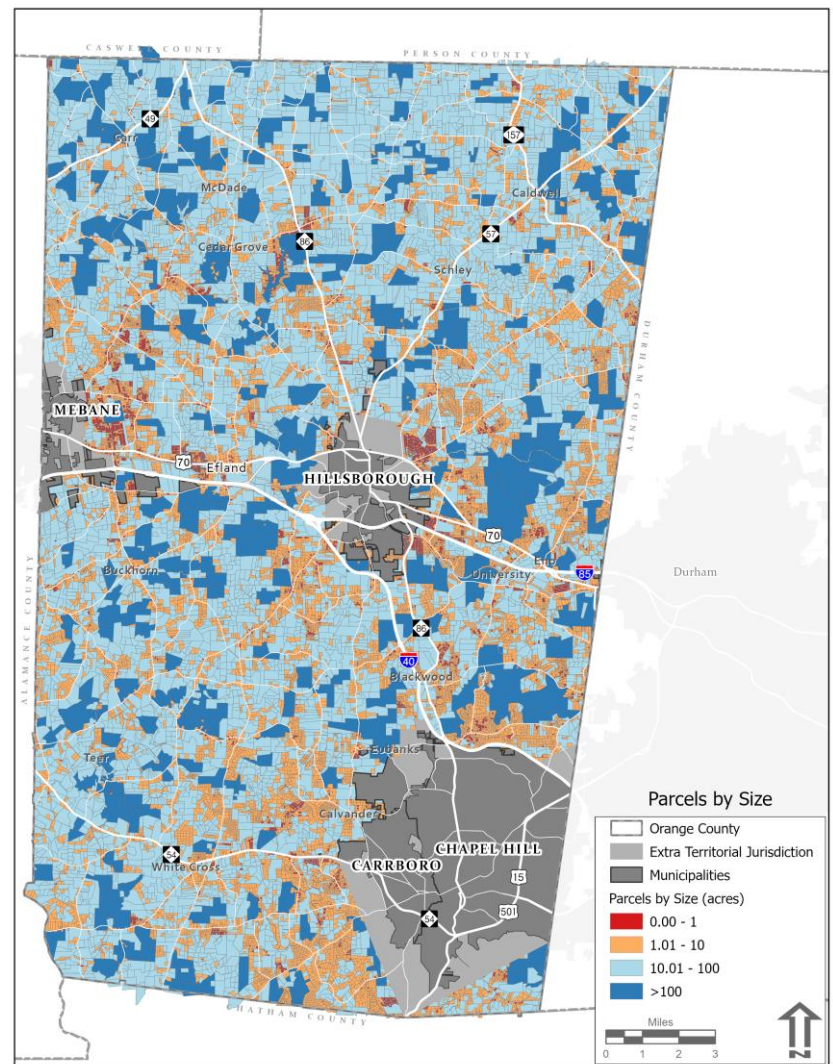 CASWELL COUNTY
PERSON COUNTY
49
Carr
157
McDade
Caldwell
86
57
Cedar Grove
Schley
DURHAM COUNTY
MEBANE
70
Efland
HILLSBOROUGH
70
Eno
Buckhorn
University
85
Durham
ALAMANCE COUNTY
86
40
Blackwood
Eubanks
Teer
Calvander
54
White Cross
CARRBORO
CHAPEL HILL
15
501
54
CHATHAM COUNTY
Parcels by Size
Orange County
Extra Territorial Jurisdiction
Municipalities
Parcels by Size (acres)
0.00 - 1
1.01 - 10
10.01 - 100
>100
Miles
0 1 2 3
N